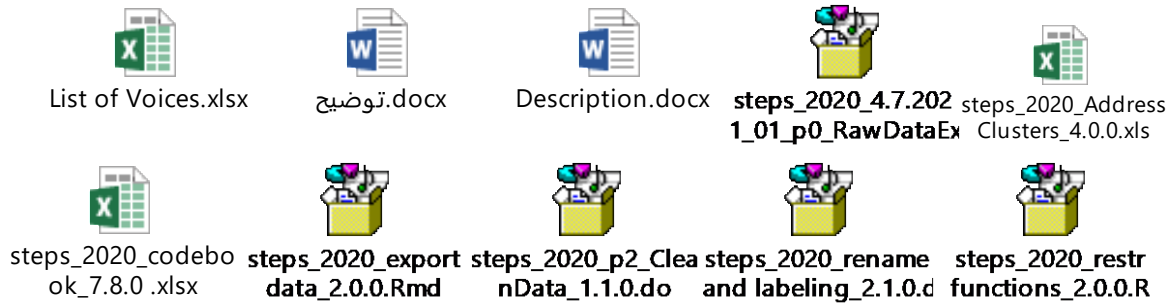 List of Voices.xlsx
توضیح.docx
Description.docx
steps_2020_4.7.202
1_01_p0_RawDataEx
steps_2020_Address
Clusters_4.0.0.xls
steps_2020_codebo
ok_7.8.0 .xlsx
steps_2020_export
data_2.0.0.Rmd
steps_2020_p2_Clea
nData_1.1.0.do
steps_2020_rename
and labeling_2.1.0.d
steps_2020_restr
functions_2.0.0.R